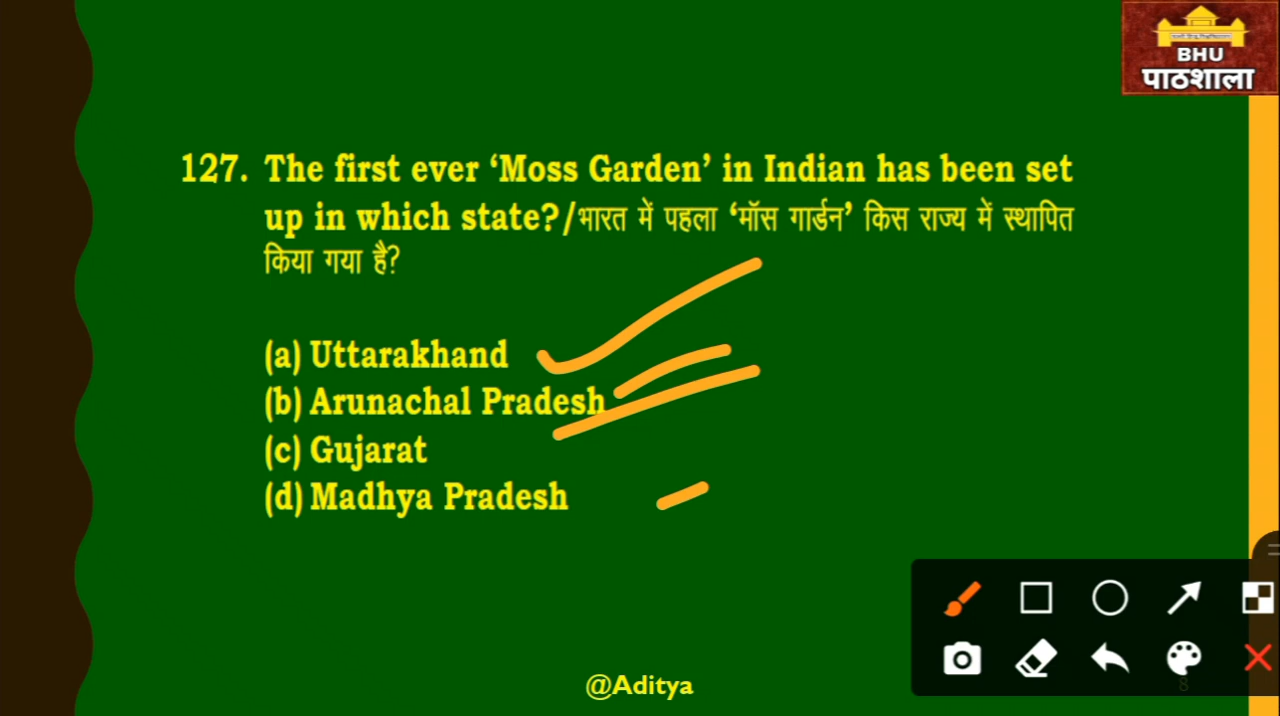 BHU
पाठशाला
127. The first ever ‘Moss Garden’ in Indian has been set
up in which state?/भारत में पहला ‘मॉस गार्डन’ किस राज्य में स्थापित
किया गया है?
(a) Uttarakhand
(b) Arunachal Pradesh
(c) Gujarat
(d) Madhya Pradesh
@Aditya
8